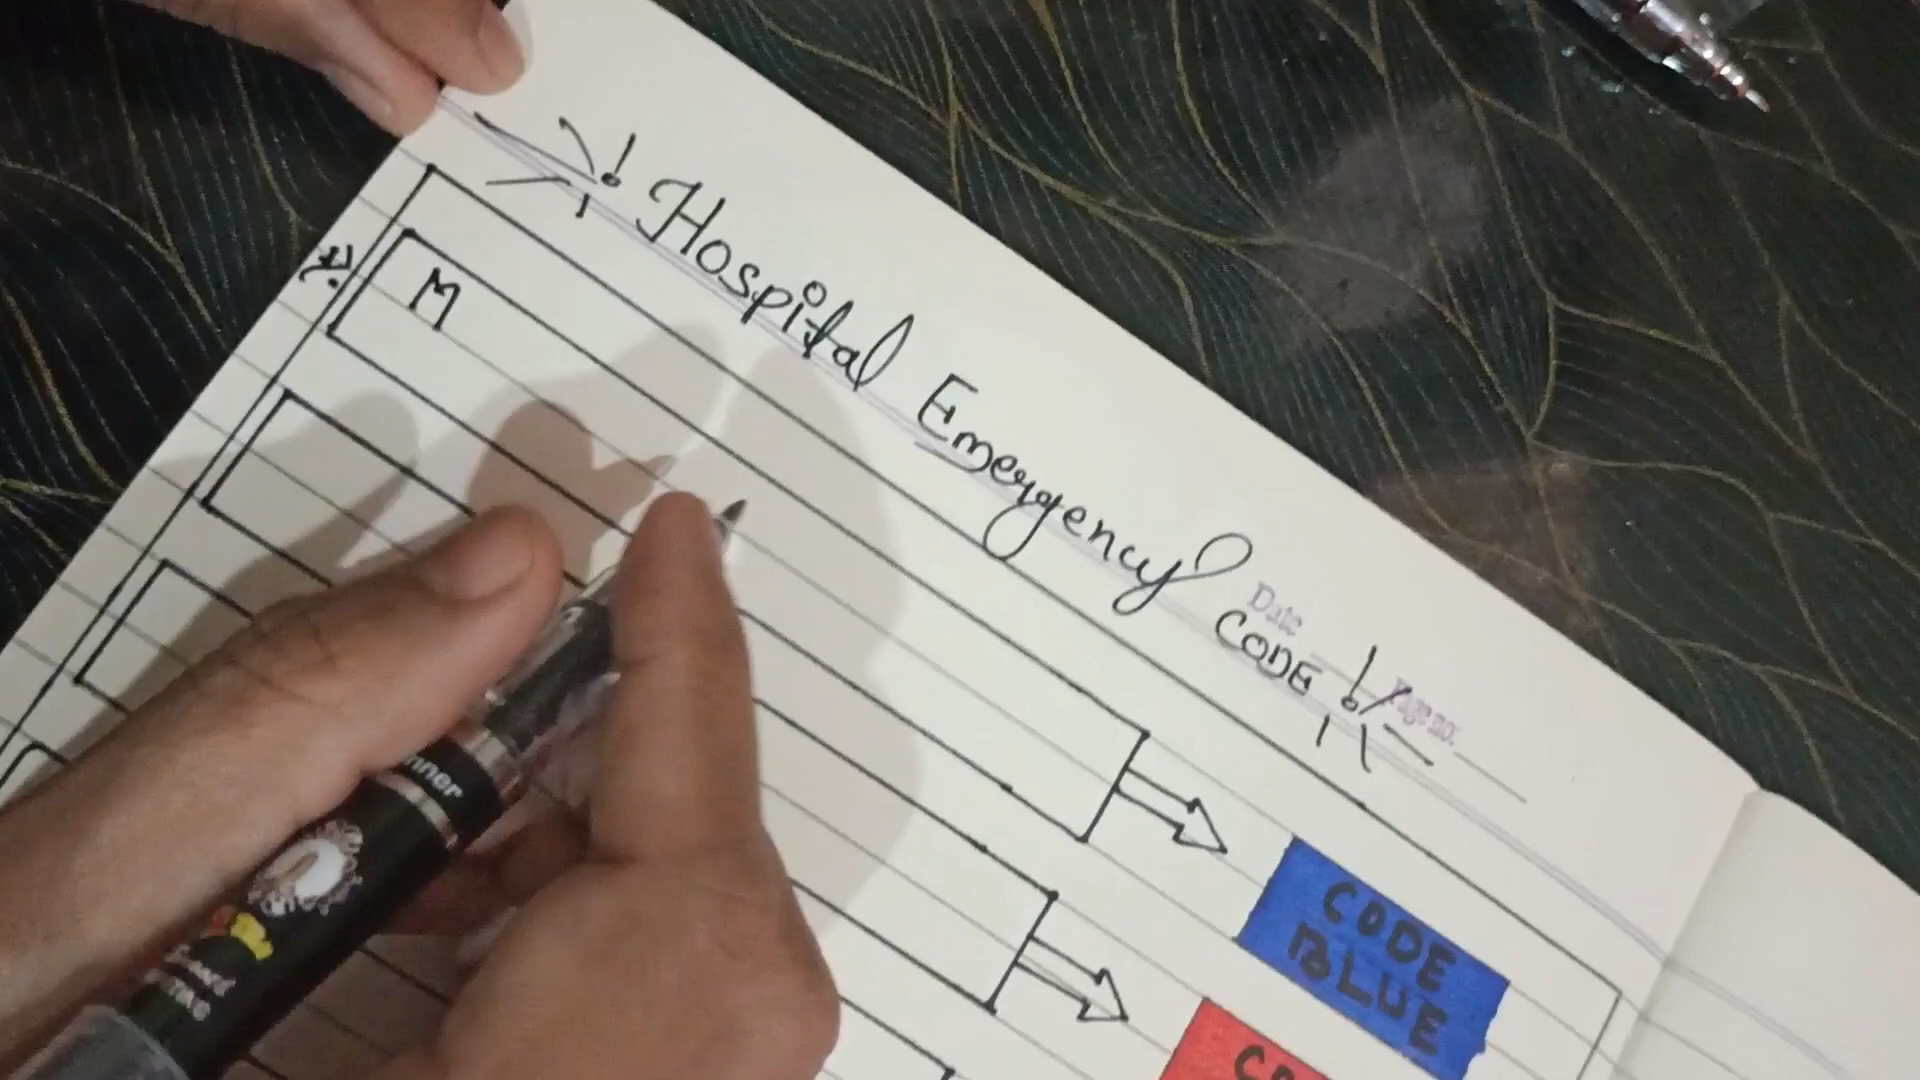 Hospital Emergency CODE
Date
Page no:
M
CODE
BLUE